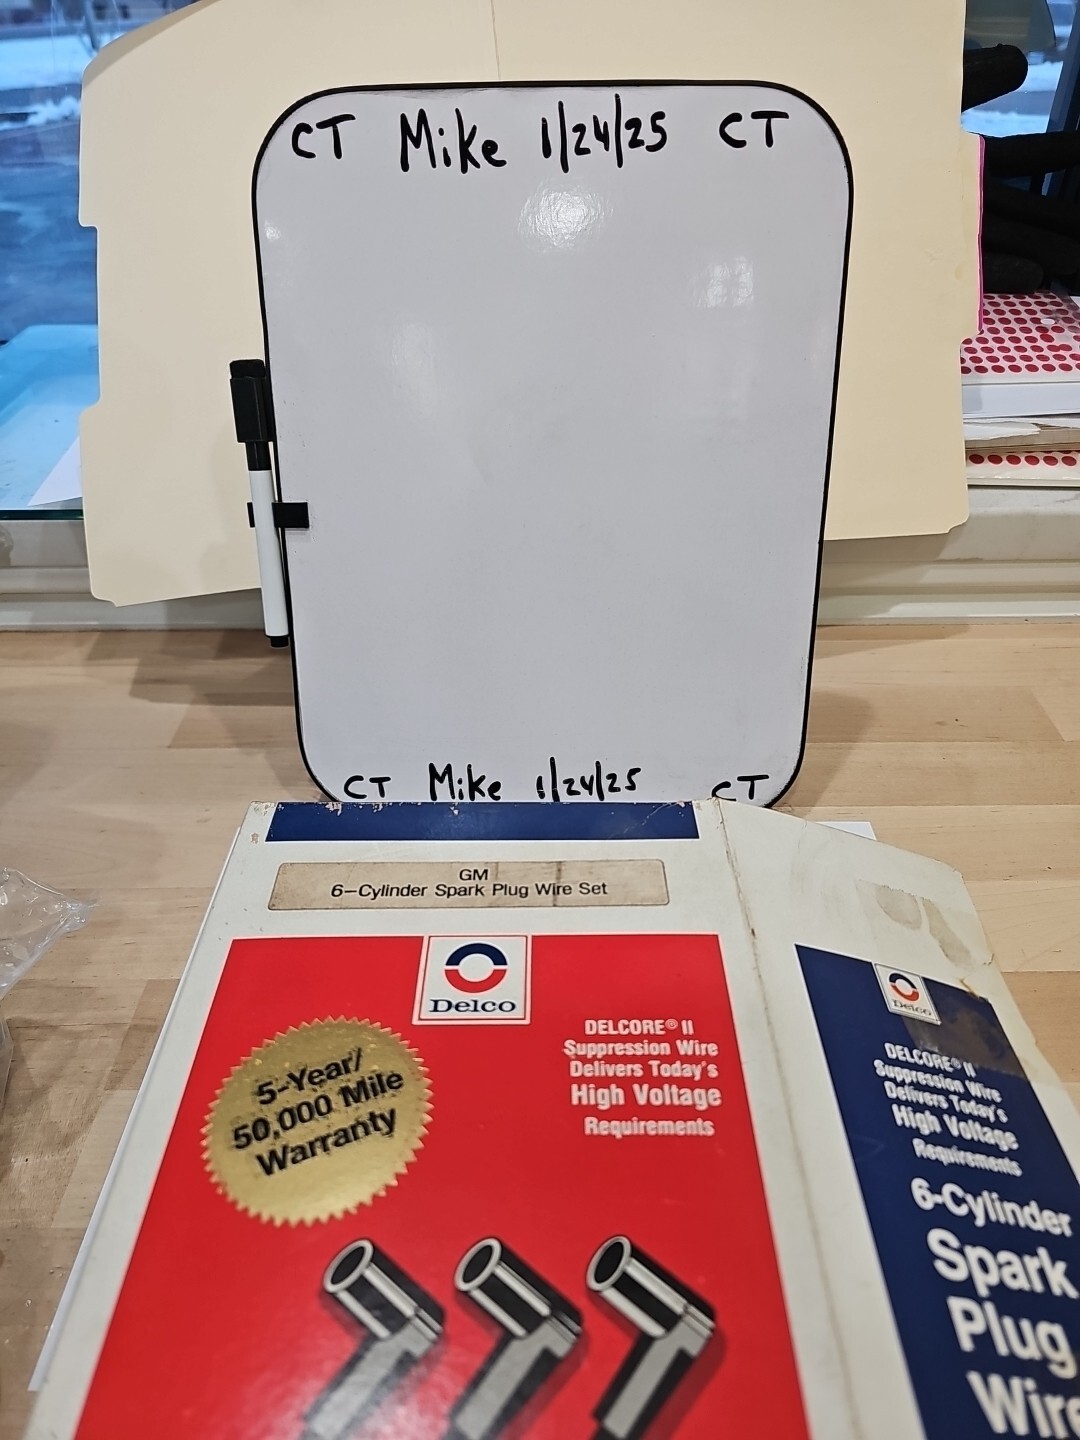 CT Mike 1/24/25 CT
CT Mike 1/24/25 CT
GM
6-Cylinder Spark Plug Wire Set
Delco
5-Year/
50,000 Mile
Warranty
DELCORE® II
Suppression Wire
Delivers Today's
High Voltage
Requirements
Delco
DELCORE® II
Suppression Wire
Delivers Today's
High Voltage
Requirements
6-Cylinder
Spark
Plug
Wire